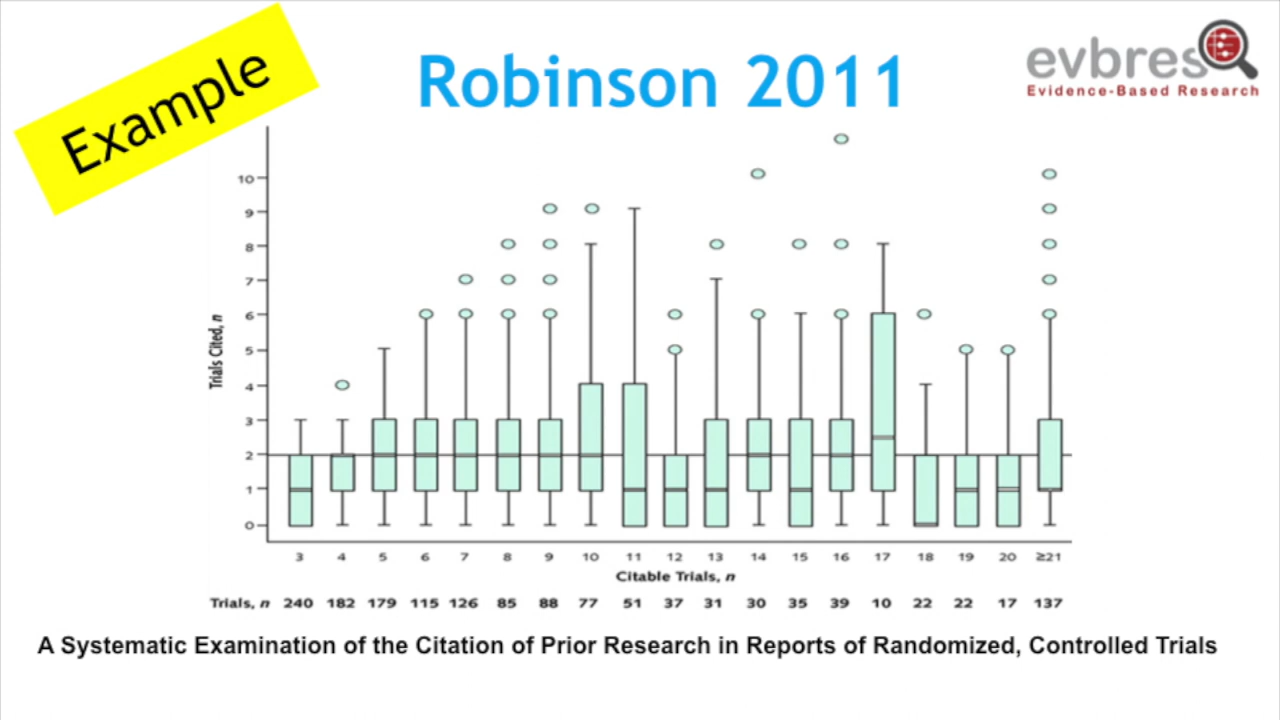 Example
Robinson 2011
evbres
Evidence-Based Research
Trials Cited, n
10
9
8
7
6
5
4
3
2
1
0
3 4 5 6 7 8 9 10 11 12 13 14 15 16 17 18 19 20 ≥21
Citable Trials, n
Trials, n 240 182 179 115 126 85 88 77 51 37 31 30 35 39 10 22 22 17 137
A Systematic Examination of the Citation of Prior Research in Reports of Randomized, Controlled Trials